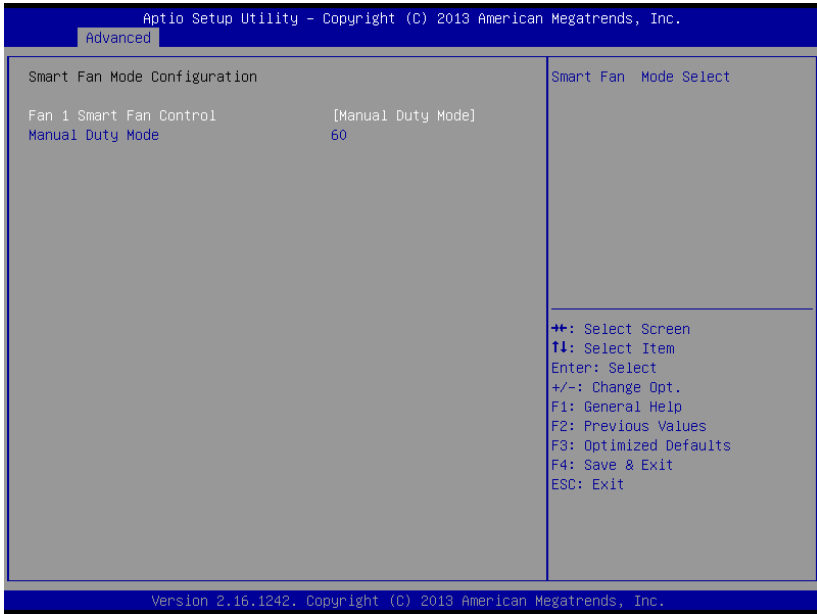 Aptio Setup Utility – Copyright (C) 2013 American Megatrends, Inc.
Advanced
Smart Fan Mode Configuration
Fan 1 Smart Fan Control [Manual Duty Mode]
Manual Duty Mode 60
Smart Fan Mode Select
→←: Select Screen
↑↓: Select Item
Enter: Select
+/-: Change Opt.
F1: General Help
F2: Previous Values
F3: Optimized Defaults
F4: Save & Exit
ESC: Exit
Version 2.16.1242. Copyright (C) 2013 American Megatrends, Inc.